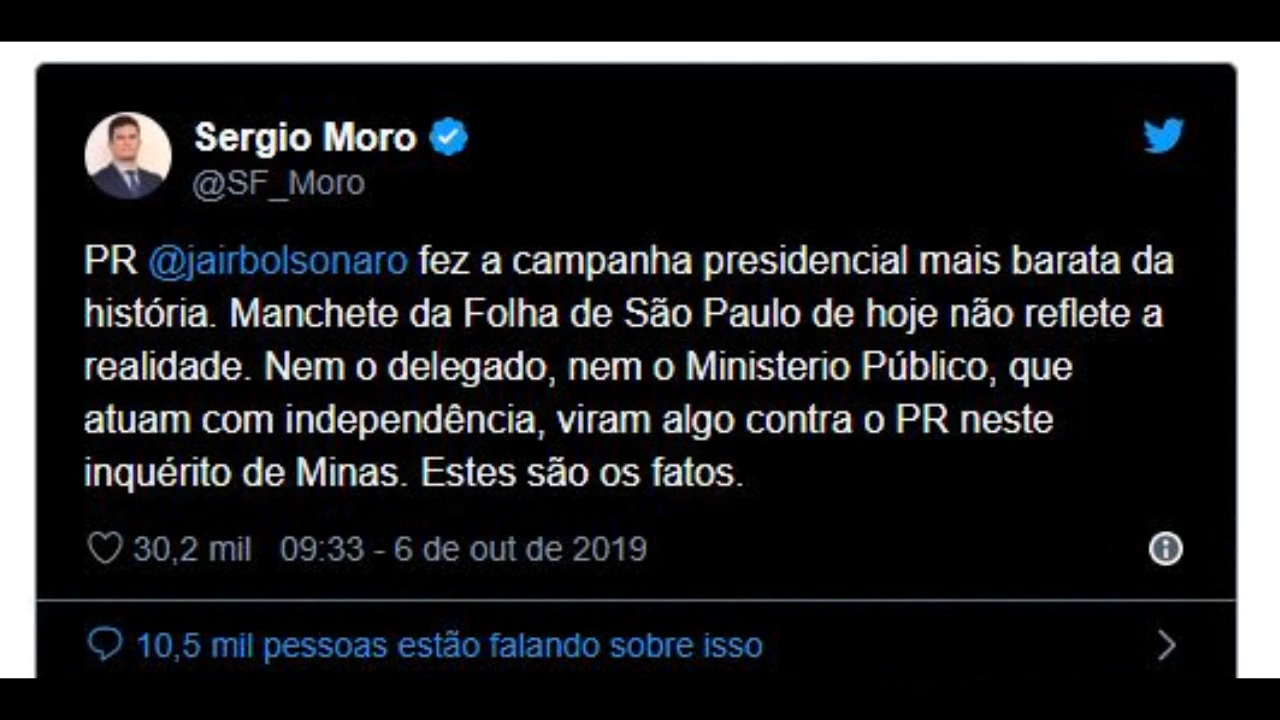 Sergio Moro
@SF_Moro
PR @jairbolsonaro fez a campanha presidencial mais barata da
história. Manchete da Folha de São Paulo de hoje não reflete a
realidade. Nem o delegado, nem o Ministerio Público, que
atuam com independência, viram algo contra o PR neste
inquérito de Minas. Estes são os fatos.
30,2 mil 09:33 - 6 de out de 2019
10,5 mil pessoas estão falando sobre isso